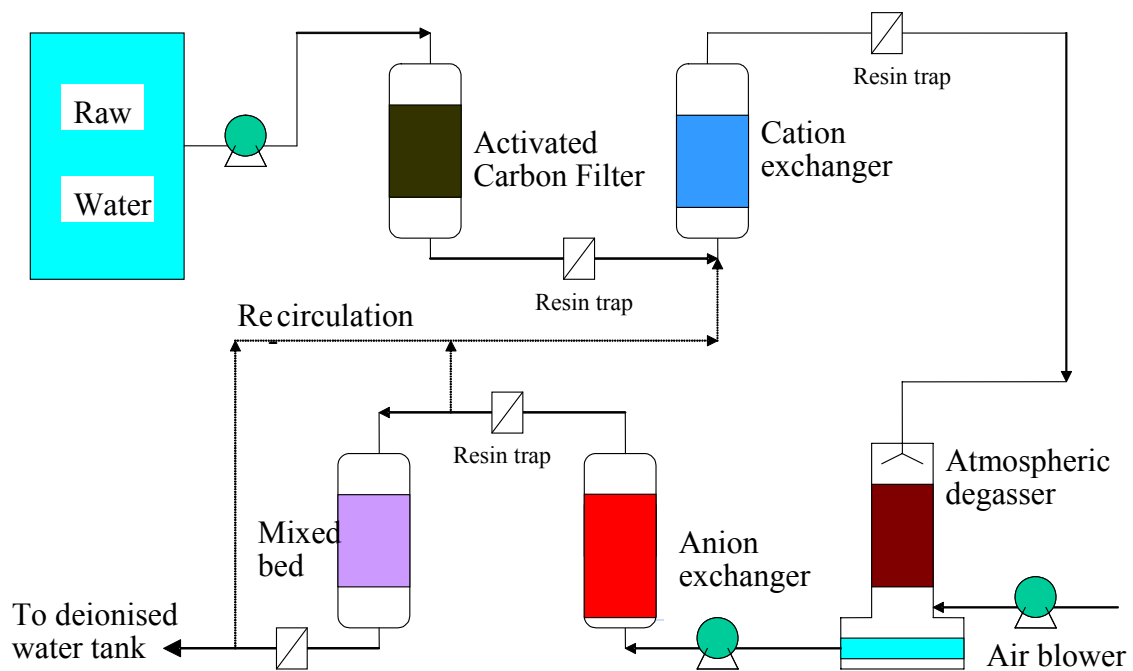 Raw
Water
Activated
Carbon Filter
Cation
exchanger
Resin trap
Resin trap
Recirculation
Resin trap
Mixed
bed
Anion
exchanger
Atmospheric
degasser
To deionised
water tank
Air blower